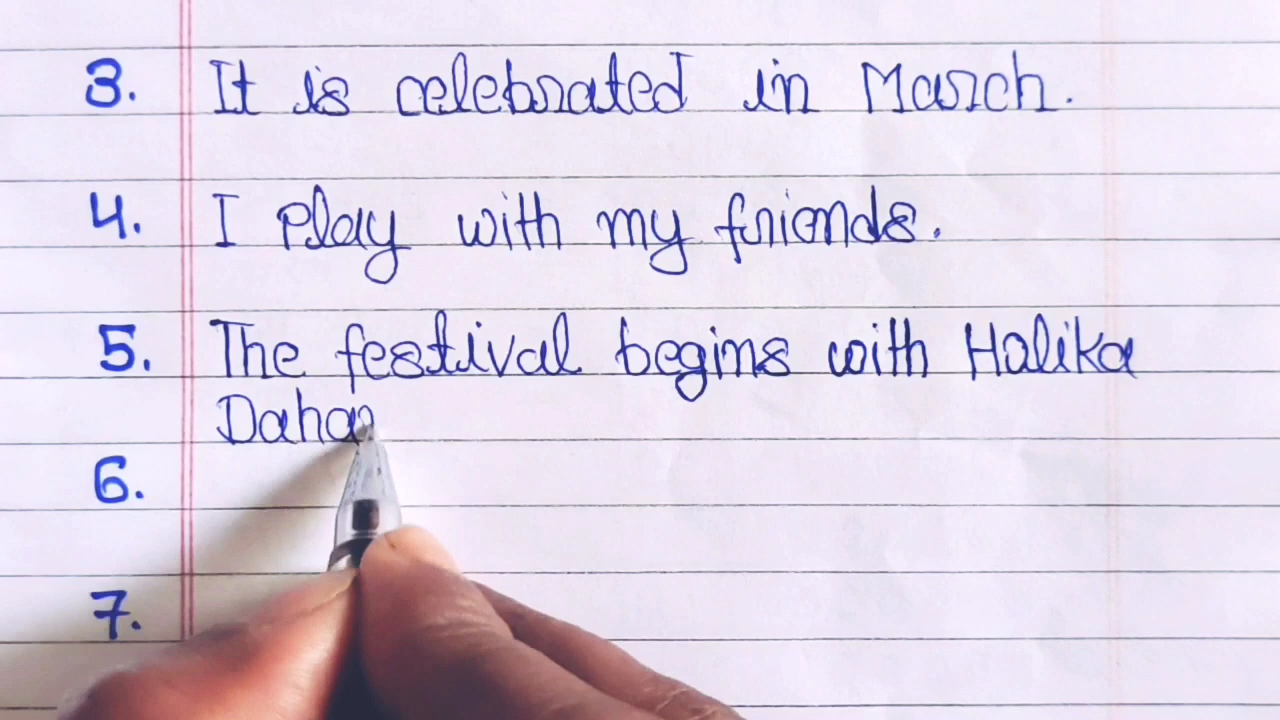 3. It is celebrated in March.
4. I play with my friends.
5. The festival begins with Halika
Daha
6.
7.